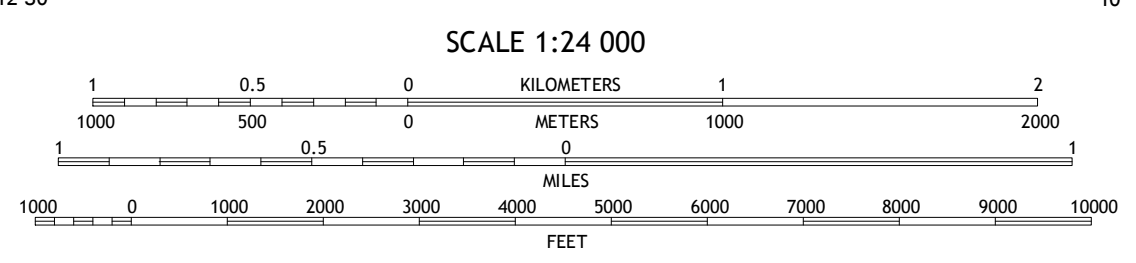 SCALE 1:24 000
1 0.5 0 KILOMETERS 1 2
1000 500 0 METERS 1000 2000
1 0.5 0 1
MILES
1000 0 1000 2000 3000 4000 5000 6000 7000 8000 9000 10000
FEET